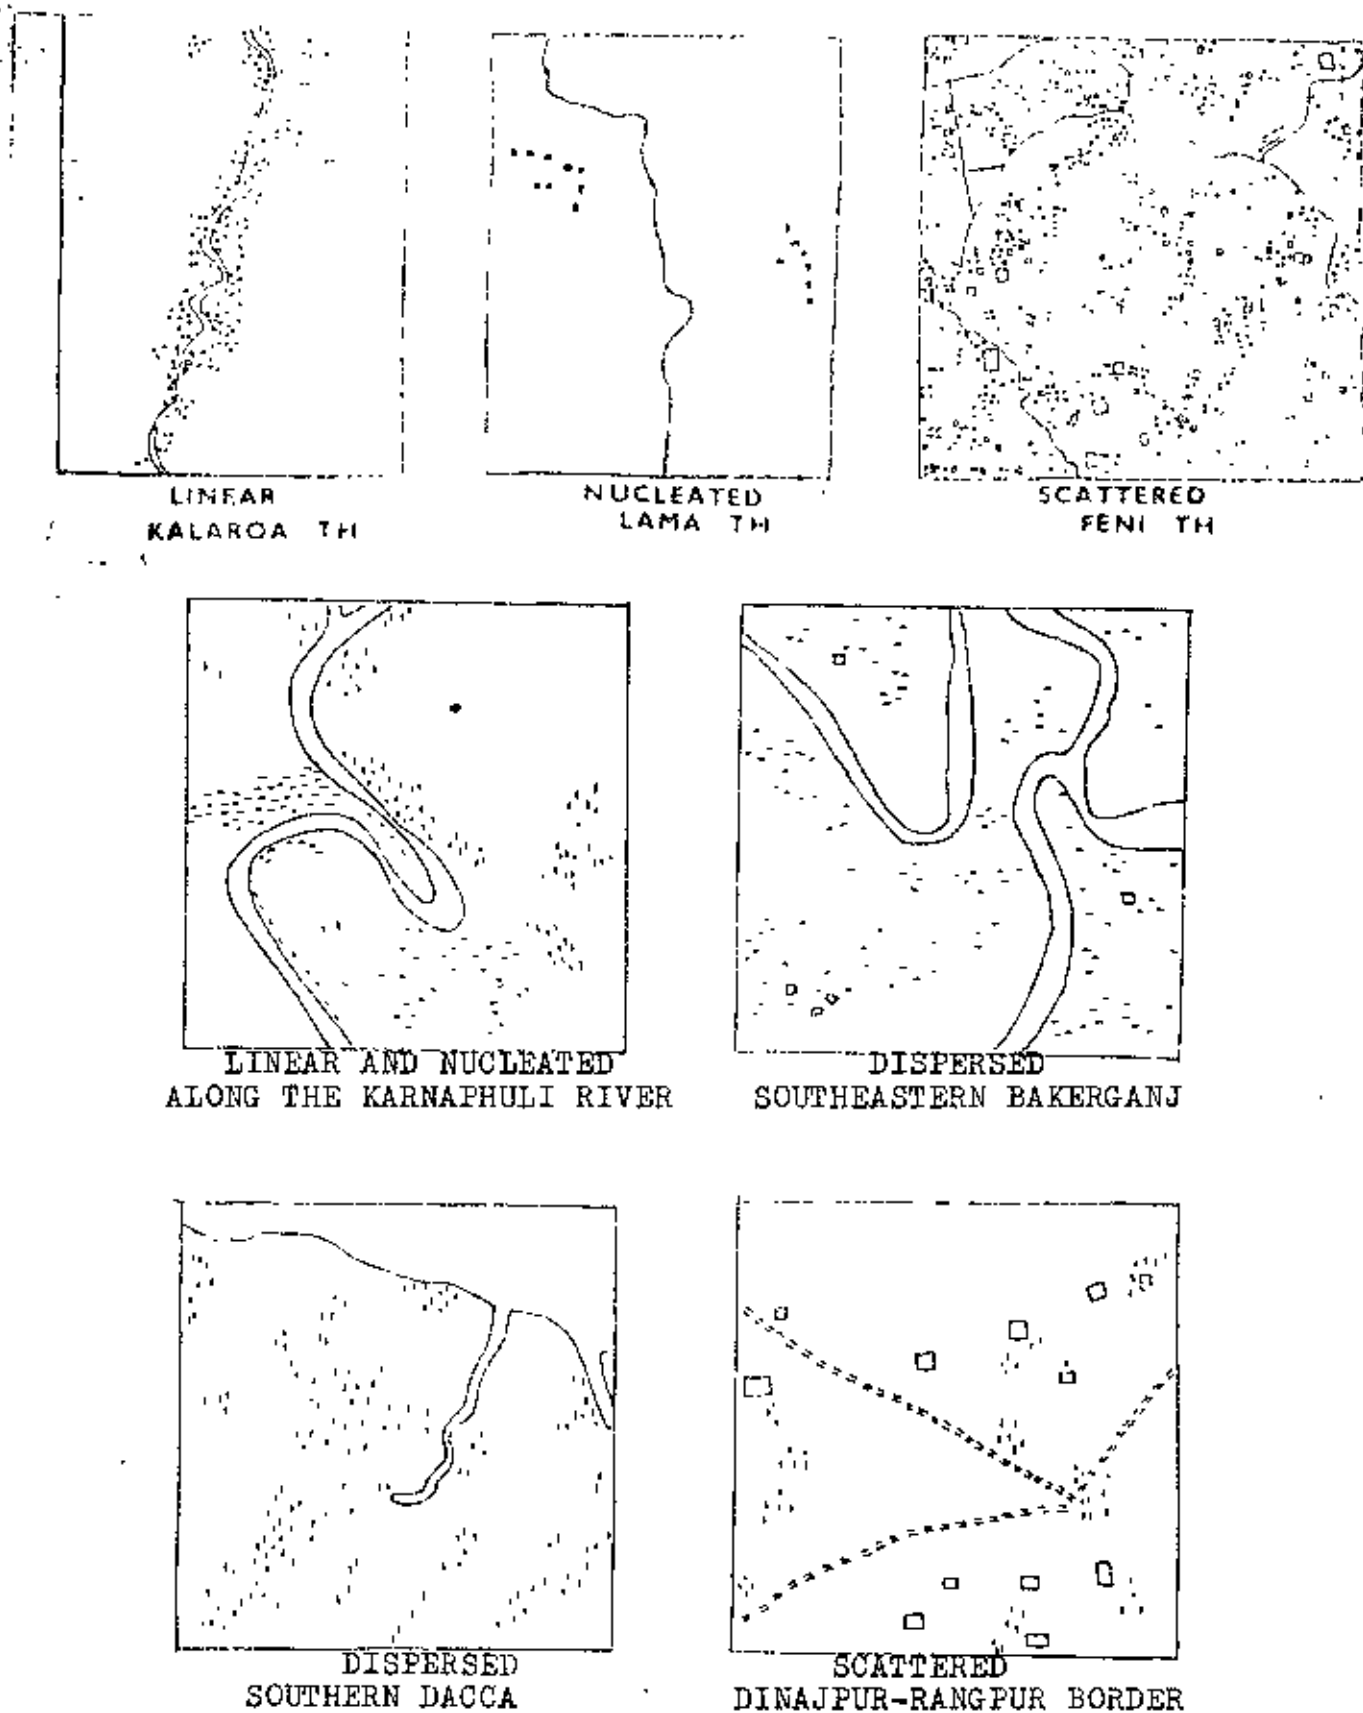 LINEAR
KALAROA TH
NUCLEATED
LAMA TH
SCATTERED
FENI TH
LINEAR AND NUCLEATED
ALONG THE KARNAPHULI RIVER
DISPERSED
SOUTHEASTERN BAKERGANJ
DISPERSED
SOUTHERN DACCA
SCATTERED
DINAJPUR-RANGPUR BORDER